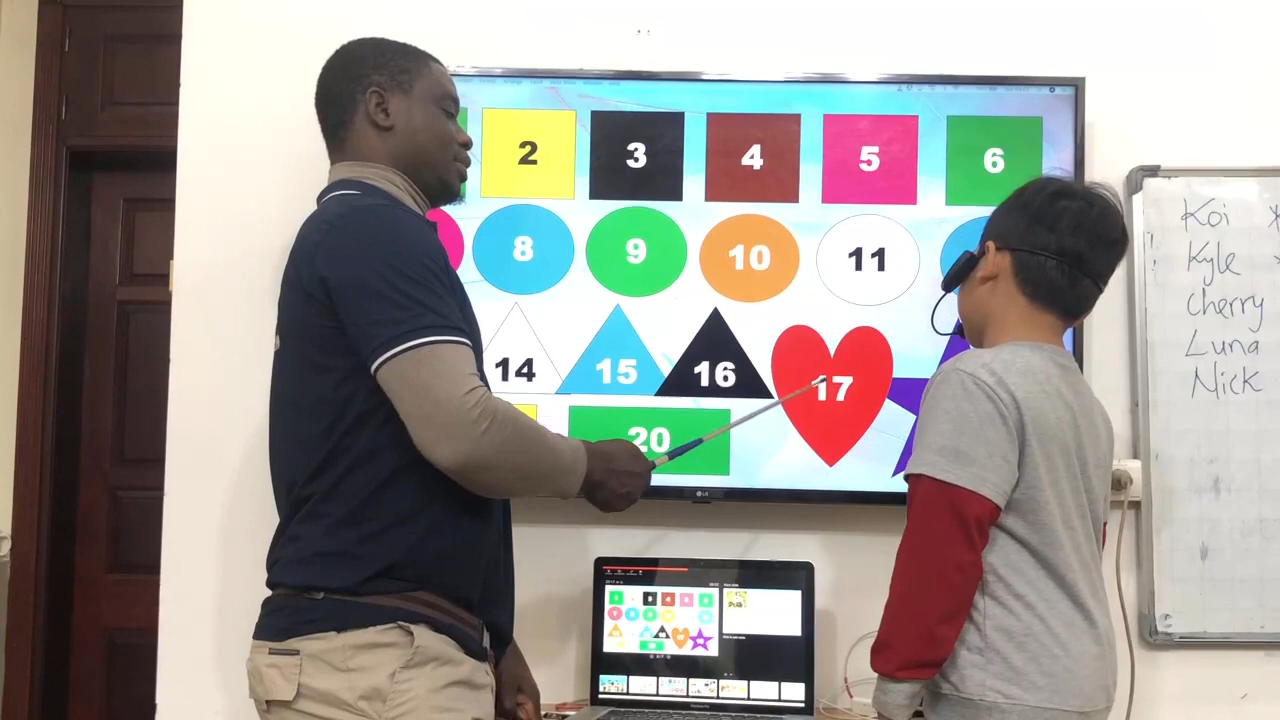 2 3 4 5 6
8 9 10 11
14 15 16 17
20
LG
Koi *
Kyle *
Cherry
Luna
Nick